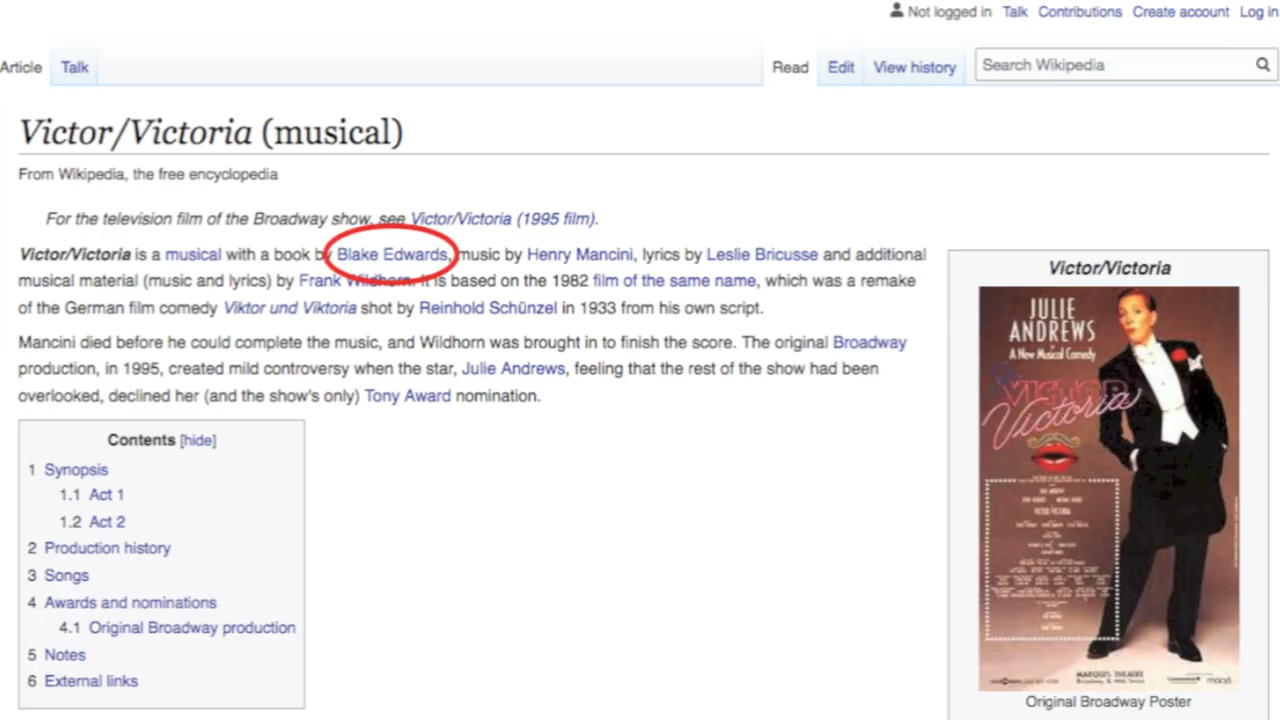 Not logged in Talk Contributions Create account Log in
Article Talk Read Edit View history Search Wikipedia
Victor/Victoria (musical)
From Wikipedia, the free encyclopedia
For the television film of the Broadway show, see Victor/Victoria (1995 film).
Victor/Victoria is a musical with a book by Blake Edwards, music by Henry Mancini, lyrics by Leslie Bricusse and additional
musical material (music and lyrics) by Frank Wildhorn. It is based on the 1982 film of the same name, which was a remake
of the German film comedy Viktor und Viktoria shot by Reinhold Schünzel in 1933 from his own script.
Mancini died before he could complete the music, and Wildhorn was brought in to finish the score. The original Broadway
production, in 1995, created mild controversy when the star, Julie Andrews, feeling that the rest of the show had been
overlooked, declined her (and the show's only) Tony Award nomination.
Contents [hide]
1 Synopsis
1.1 Act 1
1.2 Act 2
2 Production history
3 Songs
4 Awards and nominations
4.1 Original Broadway production
5 Notes
6 External links
Victor/Victoria
JULIE
ANDREWS
A New Musical Comedy
VICTOR
Victoria
MARQUIS THEATRE
macys
Original Broadway Poster